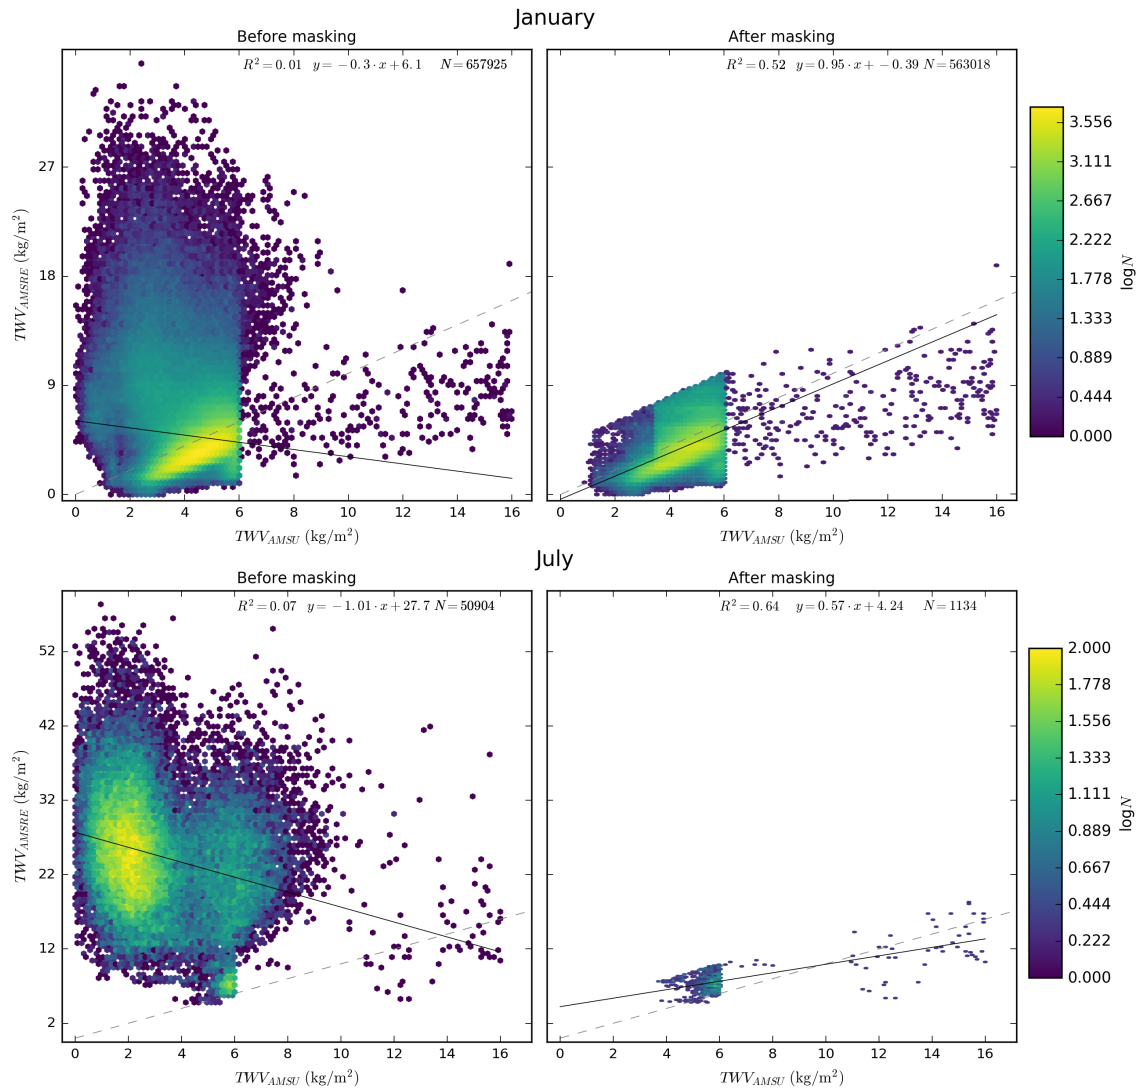 January
Before masking
After masking
R² = 0.01 y = −0.3 · x + 6.1 N = 657925
R² = 0.52 y = 0.95 · x + −0.39 N = 563018
27
18
9
0
TWV_AMSRE (kg/m²)
0 2 4 6 8 10 12 14 16
TWV_AMSU (kg/m²)
0 2 4 6 8 10 12 14 16
TWV_AMSU (kg/m²)
3.556
3.111
2.667
2.222
1.778
1.333
0.889
0.444
0.000
logN
July
Before masking
After masking
R² = 0.07 y = −1.01 · x + 27.7 N = 50904
R² = 0.64 y = 0.57 · x + 4.24 N = 1134
52
42
32
22
12
2
TWV_AMSRE (kg/m²)
0 2 4 6 8 10 12 14 16
TWV_AMSU (kg/m²)
0 2 4 6 8 10 12 14 16
TWV_AMSU (kg/m²)
2.000
1.778
1.556
1.333
1.111
0.889
0.667
0.444
0.222
0.000
logN